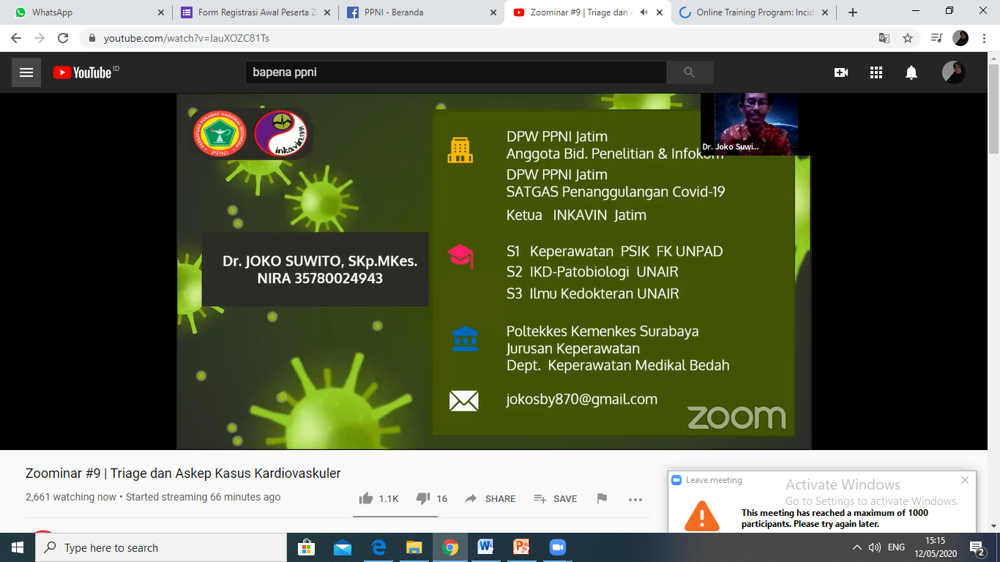 WhatsApp
Form Registrasi Awal Peserta Z
PPNI - Beranda
Zoominar #9 | Triage dan A
Online Training Program: Incid
youtube.com/watch?v=IauXOZC81Ts
YouTube ID
bapena ppni
PERSATUAN PERAWAT NASIONAL INDONESIA
PPNI
inkavin.1991
DPW PPNI Jatim
Anggota Bid. Penelitian & Infokom
Dr. Joko Suwi...
DPW PPNI Jatim
SATGAS Penanggulangan Covid-19
Ketua INKAVIN Jatim
Dr. JOKO SUWITO, SKp.MKes.
NIRA 35780024943
S1 Keperawatan PSIK FK UNPAD
S2 IKD-Patobiologi UNAIR
S3 Ilmu Kedokteran UNAIR
Poltekkes Kemenkes Surabaya
Jurusan Keperawatan
Dept. Keperawatan Medikal Bedah
jokosby870@gmail.com
zoom
Zoominar #9 | Triage dan Askep Kasus Kardiovaskuler
2,661 watching now • Started streaming 66 minutes ago
1.1K
16
SHARE
SAVE
Leave meeting
Activate Windows
Go to Settings to activate Windows.
This meeting has reached a maximum of 1000
participants. Please try again later.
Type here to search
ENG
15:15
12/05/2020
2